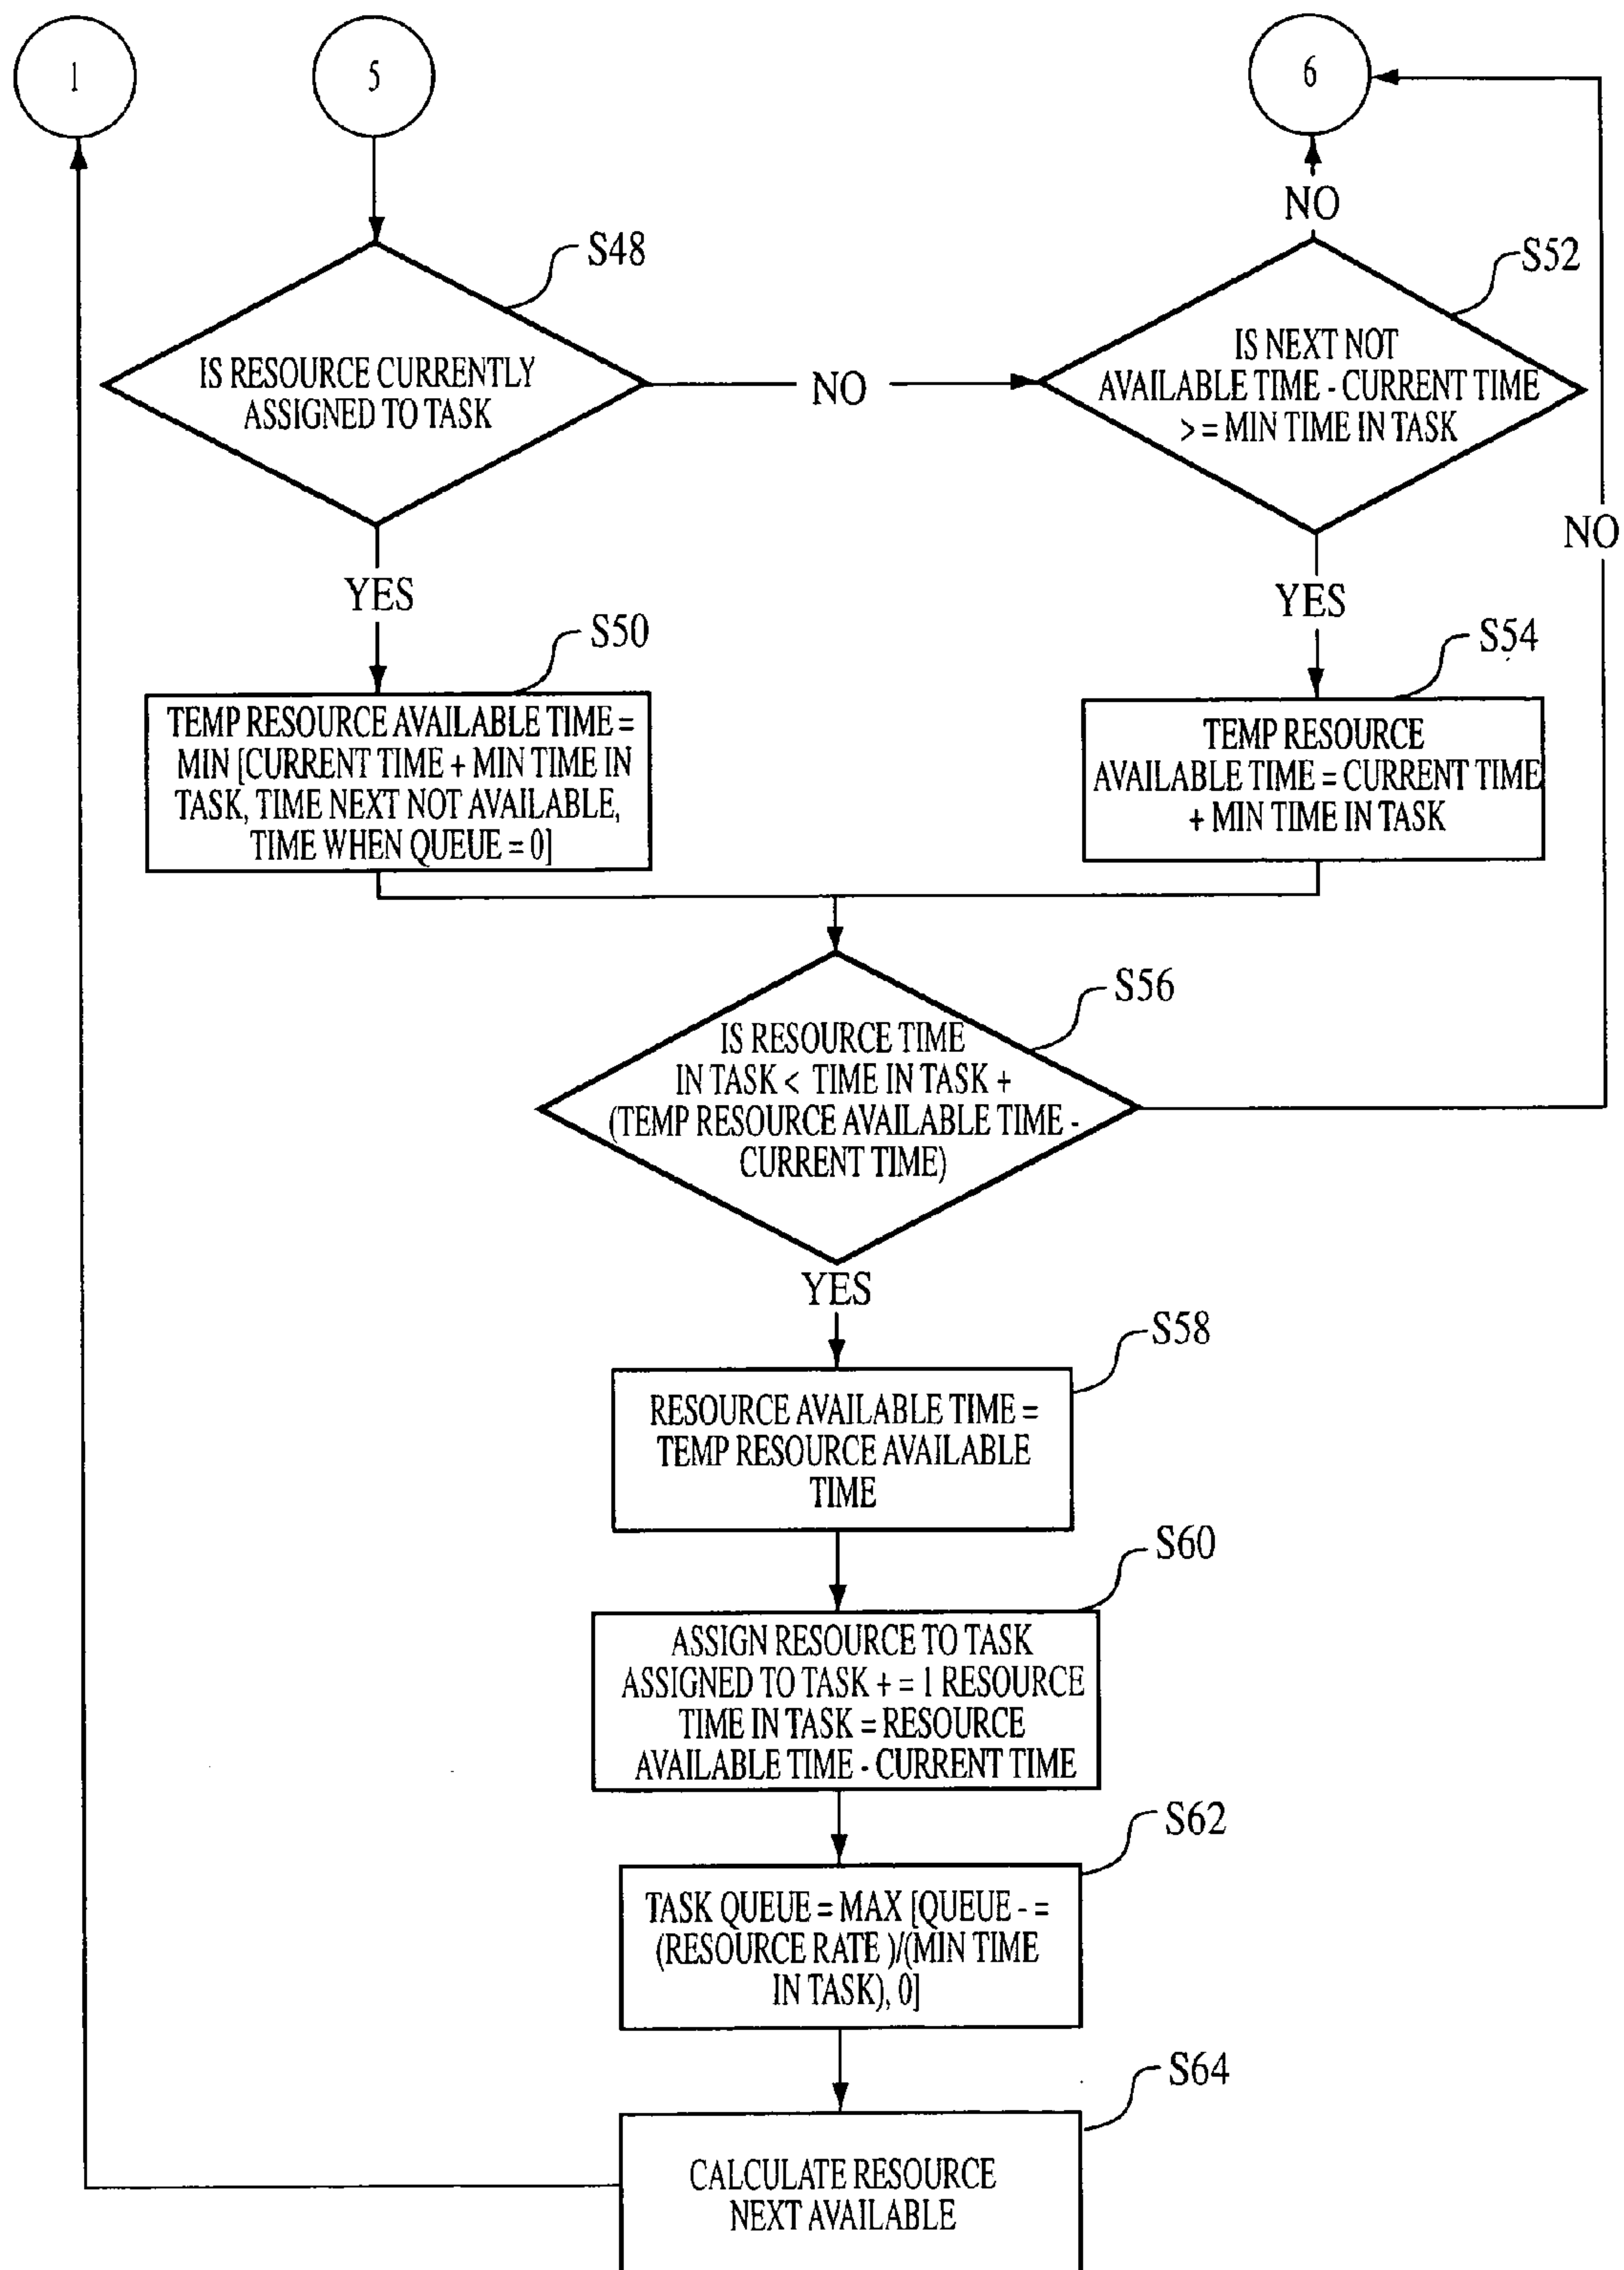 1
5
6
NO
S48
S52
IS RESOURCE CURRENTLY
ASSIGNED TO TASK
NO
IS NEXT NOT
AVAILABLE TIME - CURRENT TIME
> = MIN TIME IN TASK
NO
YES
YES
S50
S54
TEMP RESOURCE AVAILABLE TIME =
MIN [CURRENT TIME + MIN TIME IN
TASK, TIME NEXT NOT AVAILABLE,
TIME WHEN QUEUE = 0]
TEMP RESOURCE
AVAILABLE TIME = CURRENT TIME
+ MIN TIME IN TASK
S56
IS RESOURCE TIME
IN TASK < TIME IN TASK +
(TEMP RESOURCE AVAILABLE TIME -
CURRENT TIME)
YES
S58
RESOURCE AVAILABLE TIME =
TEMP RESOURCE AVAILABLE
TIME
S60
ASSIGN RESOURCE TO TASK
ASSIGNED TO TASK + = 1 RESOURCE
TIME IN TASK = RESOURCE
AVAILABLE TIME - CURRENT TIME
S62
TASK QUEUE = MAX [QUEUE - =
(RESOURCE RATE )/(MIN TIME
IN TASK), 0]
S64
CALCULATE RESOURCE
NEXT AVAILABLE